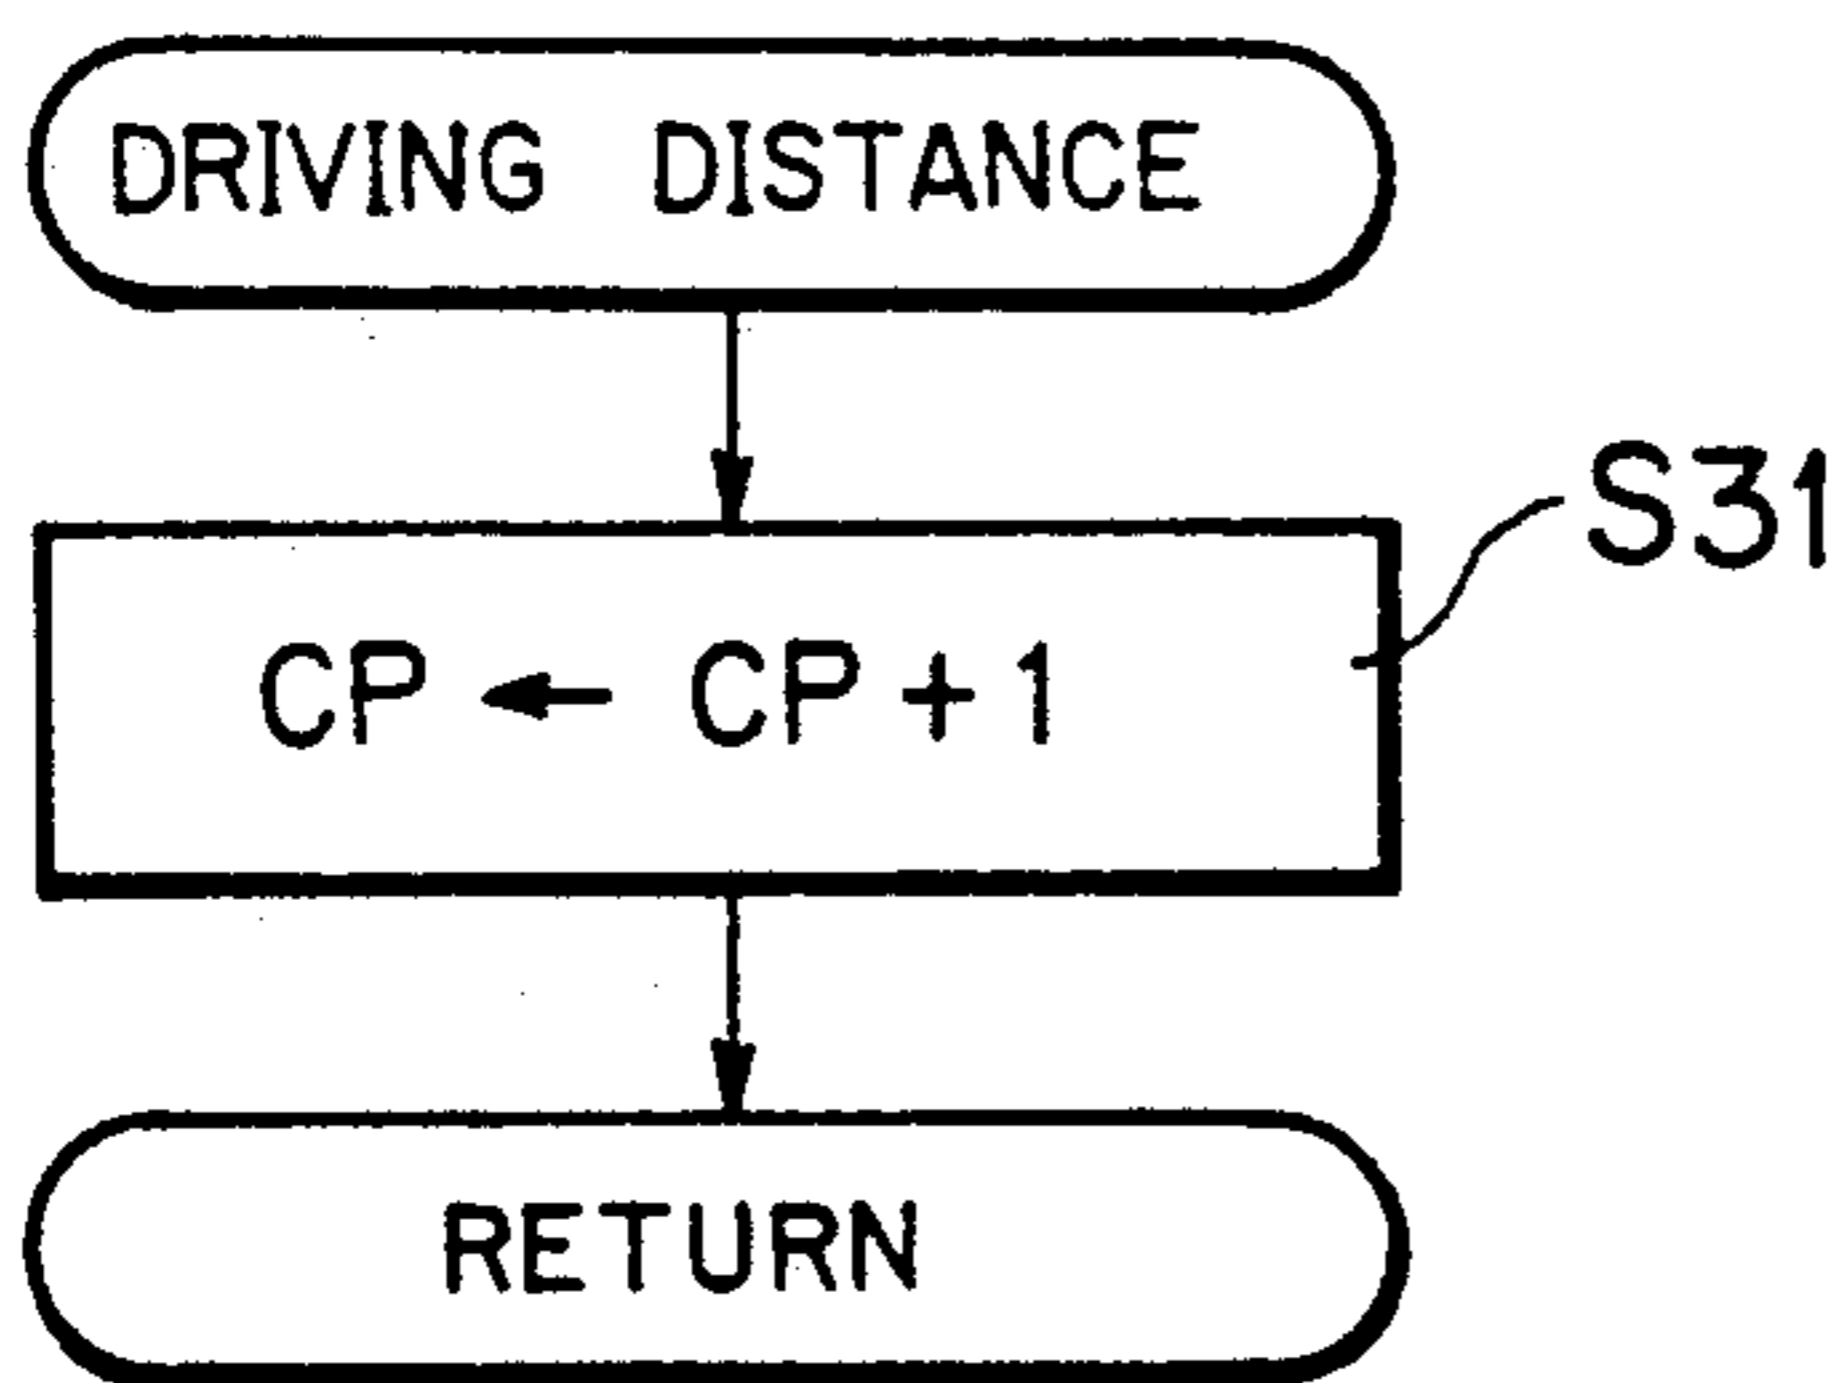 DRIVING DISTANCE
S31
CP ← CP + 1
RETURN